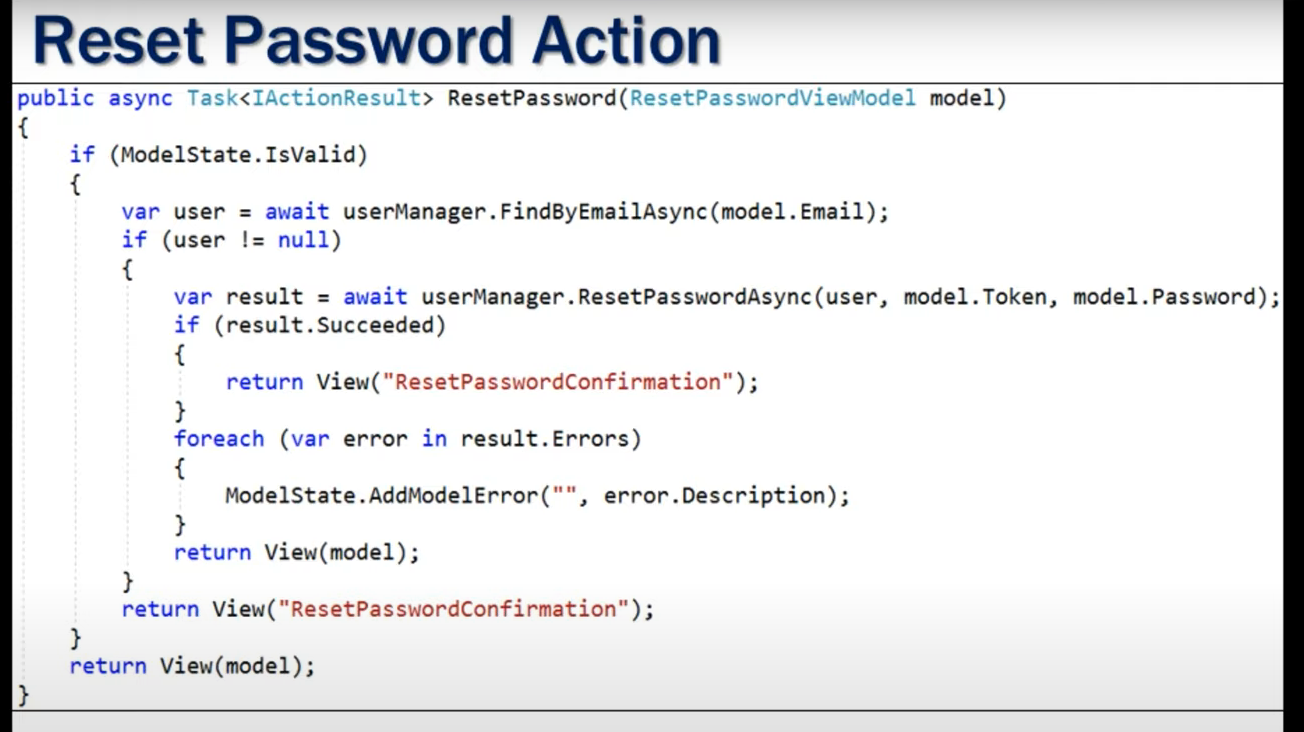 Reset Password Action
public async Task<IActionResult> ResetPassword(ResetPasswordViewModel model)
{
    if (ModelState.IsValid)
    {
        var user = await userManager.FindByEmailAsync(model.Email);
        if (user != null)
        {
            var result = await userManager.ResetPasswordAsync(user, model.Token, model.Password);
            if (result.Succeeded)
            {
                return View("ResetPasswordConfirmation");
            }
            foreach (var error in result.Errors)
            {
                ModelState.AddModelError("", error.Description);
            }
            return View(model);
        }
        return View("ResetPasswordConfirmation");
    }
    return View(model);
}